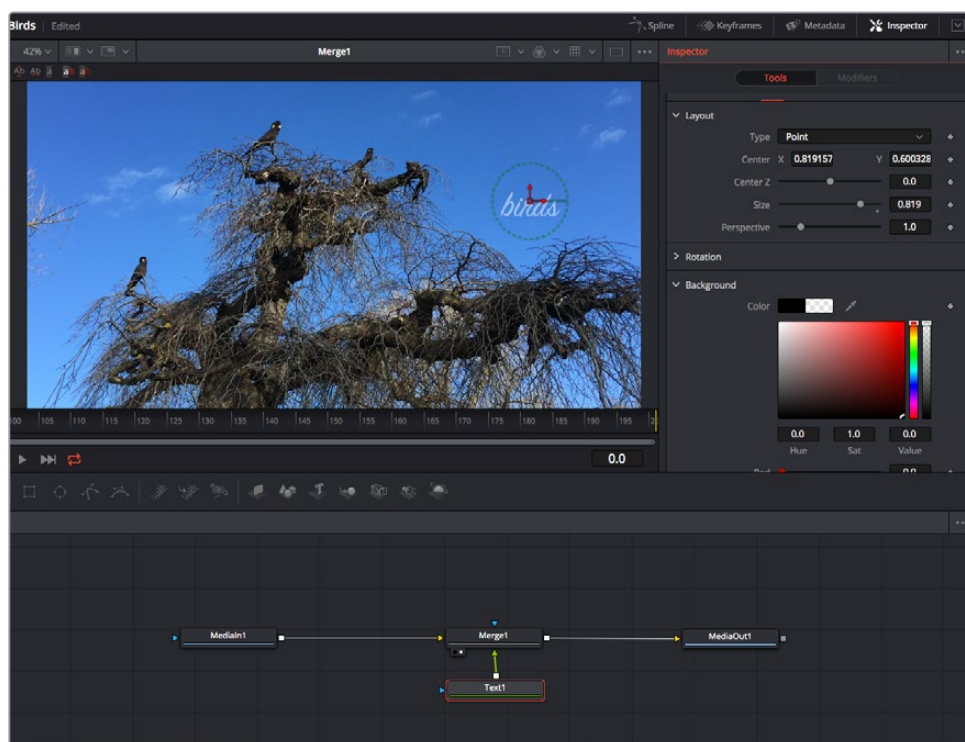 Birds Edited Spline Keyframes Metadata Inspector
42% Merge1 Inspector
Tools Modifiers
Layout
Type Point
Center X 0.819157 Y 0.600328
Center Z 0.0
Size 0.819
Perspective 1.0
birds
Rotation
Background
Color
100 105 110 115 120 125 130 135 140 145 150 155 160 165 170 175 180 185 190 195
0.0 1.0 0.0
Hue Sat Value
0.0
MediaIn1 Merge1 MediaOut1
Text1